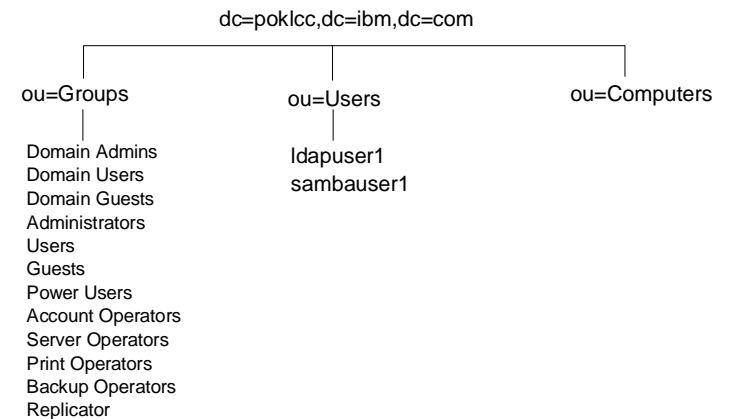 dc=poklcc,dc=ibm,dc=com
ou=Groups
Domain Admins
Domain Users
Domain Guests
Administrators
Users
Guests
Power Users
Account Operators
Server Operators
Print Operators
Backup Operators
Replicator
ou=Users
ldapuser1
sambauser1
ou=Computers